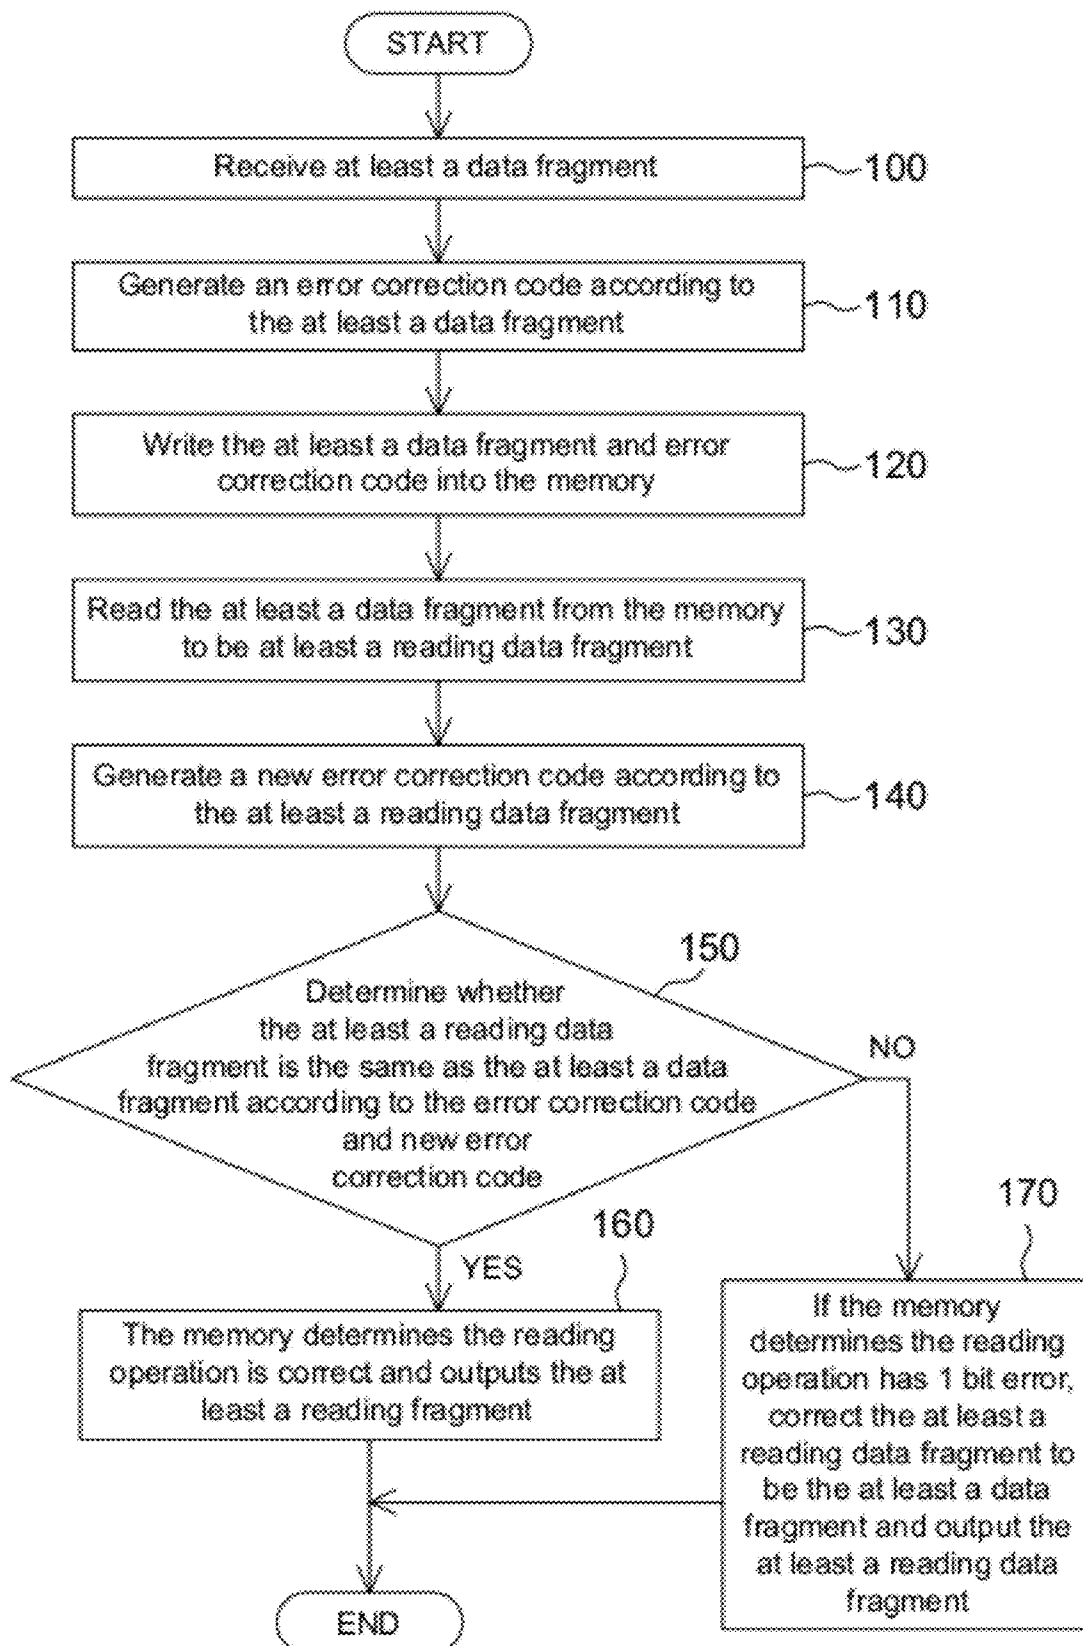 START
Receive at least a data fragment
100
Generate an error correction code according to
the at least a data fragment
110
Write the at least a data fragment and error
correction code into the memory
120
Read the at least a data fragment from the memory
to be at least a reading data fragment
130
Generate a new error correction code according to
the at least a reading data fragment
140
150
Determine whether
the at least a reading data
fragment is the same as the at least a data
fragment according to the error correction code
and new error
correction code.
NO
YES
160
The memory determines the reading
operation is correct and outputs the at
least a reading fragment
170
If the memory
determines the reading
operation has 1 bit error,
correct the at least a
reading data fragment to
be the at least a data
fragment and output the
at least a reading data
fragment
END